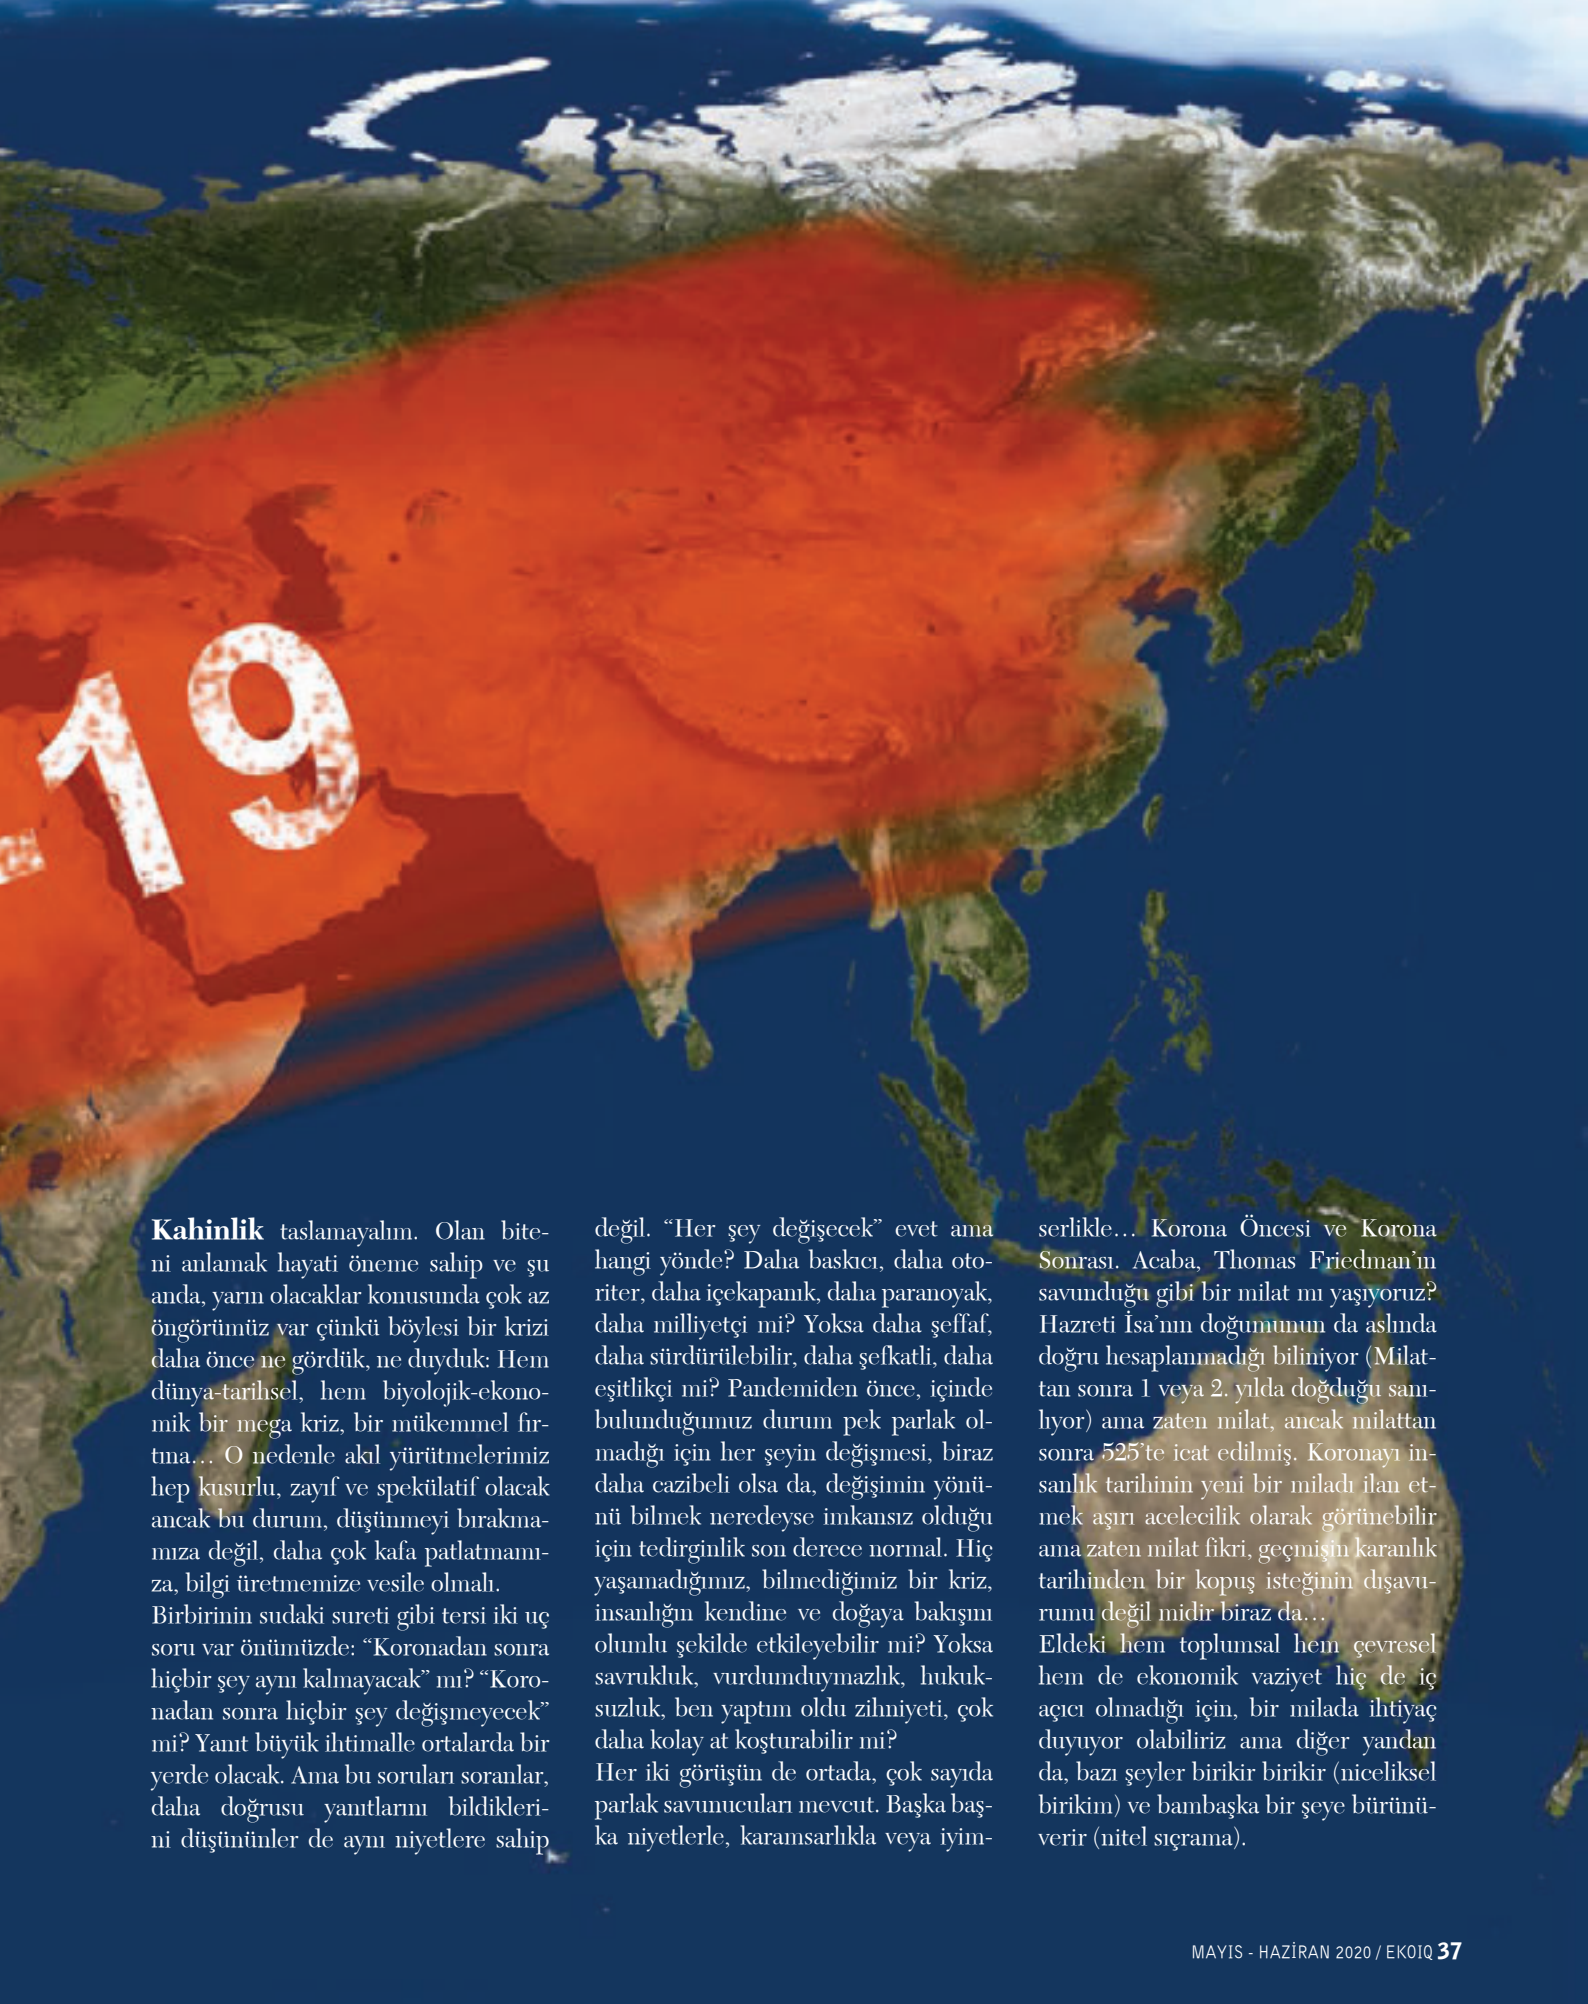 -19
Kahinlik taslamayalım. Olan bite-
ni anlamak hayati öneme sahip ve şu
anda, yarın olacaklar konusunda çok az
öngörümüz var çünkü böylesi bir krizi
daha önce ne gördük, ne duyduk: Hem
dünya-tarihsel, hem biyolojik-ekono-
mik bir mega kriz, bir mükemmel fır-
tına… O nedenle akıl yürütmelerimiz
hep kusurlu, zayıf ve spekülatif olacak
ancak bu durum, düşünmeyi bırakma-
mıza değil, daha çok kafa patlatmamı-
za, bilgi üretmemize vesile olmalı.
Birbirinin sudaki sureti gibi tersi iki uç
soru var önümüzde: “Koronadan sonra
hiçbir şey aynı kalmayacak” mı? “Koro-
nadan sonra hiçbir şey değişmeyecek”
mi? Yanıt büyük ihtimalle ortalarda bir
yerde olacak. Ama bu soruları soranlar,
daha doğrusu yanıtlarını bildikleri-
ni düşününler de aynı niyetlere sahip
değil. “Her şey değişecek” evet ama
hangi yönde? Daha baskıcı, daha oto-
riter, daha içekapanık, daha paranoyak,
daha milliyetçi mi? Yoksa daha şeffaf,
daha sürdürülebilir, daha şefkatli, daha
eşitlikçi mi? Pandemiden önce, içinde
bulunduğumuz durum pek parlak ol-
madığı için her şeyin değişmesi, biraz
daha cazibeli olsa da, değişimin yönü-
nü bilmek neredeyse imkansız olduğu
için tedirginlik son derece normal. Hiç
yaşamadığımız, bilmediğimiz bir kriz,
insanlığın kendine ve doğaya bakışını
olumlu şekilde etkileyebilir mi? Yoksa
savrukluk, vurdumduymazlık, hukuk-
suzluk, ben yaptım oldu zihniyeti, çok
daha kolay at koşturabilir mi?
Her iki görüşün de ortada, çok sayıda
parlak savunucuları mevcut. Başka baş-
ka niyetlerle, karamsarlıkla veya iyim-
serlikle… Korona Öncesi ve Korona
Sonrası. Acaba, Thomas Friedman’ın
savunduğu gibi bir milat mı yaşıyoruz?
Hazreti İsa’nın doğumunun da aslında
doğru hesaplanmadığı biliniyor (Milat-
tan sonra 1 veya 2. yılda doğduğu sanı-
lıyor) ama zaten milat, ancak milattan
sonra 525’te icat edilmiş. Koronayı in-
sanlık tarihinin yeni bir miladı ilan et-
mek aşırı acelecilik olarak görünebilir
ama zaten milat fikri, geçmişin karanlık
tarihinden bir kopuş isteğinin dışavu-
rumu değil midir biraz da…
Eldeki hem toplumsal hem çevresel
hem de ekonomik vaziyet hiç de iç
açıcı olmadığı için, bir milada ihtiyaç
duyuyor olabiliriz ama diğer yandan
da, bazı şeyler birikir birikir (niceliksel
birikim) ve bambaşka bir şeye bürünü-
verir (nitel sıçrama).
MAYIS - HAZİRAN 2020 / EKOIQ 37